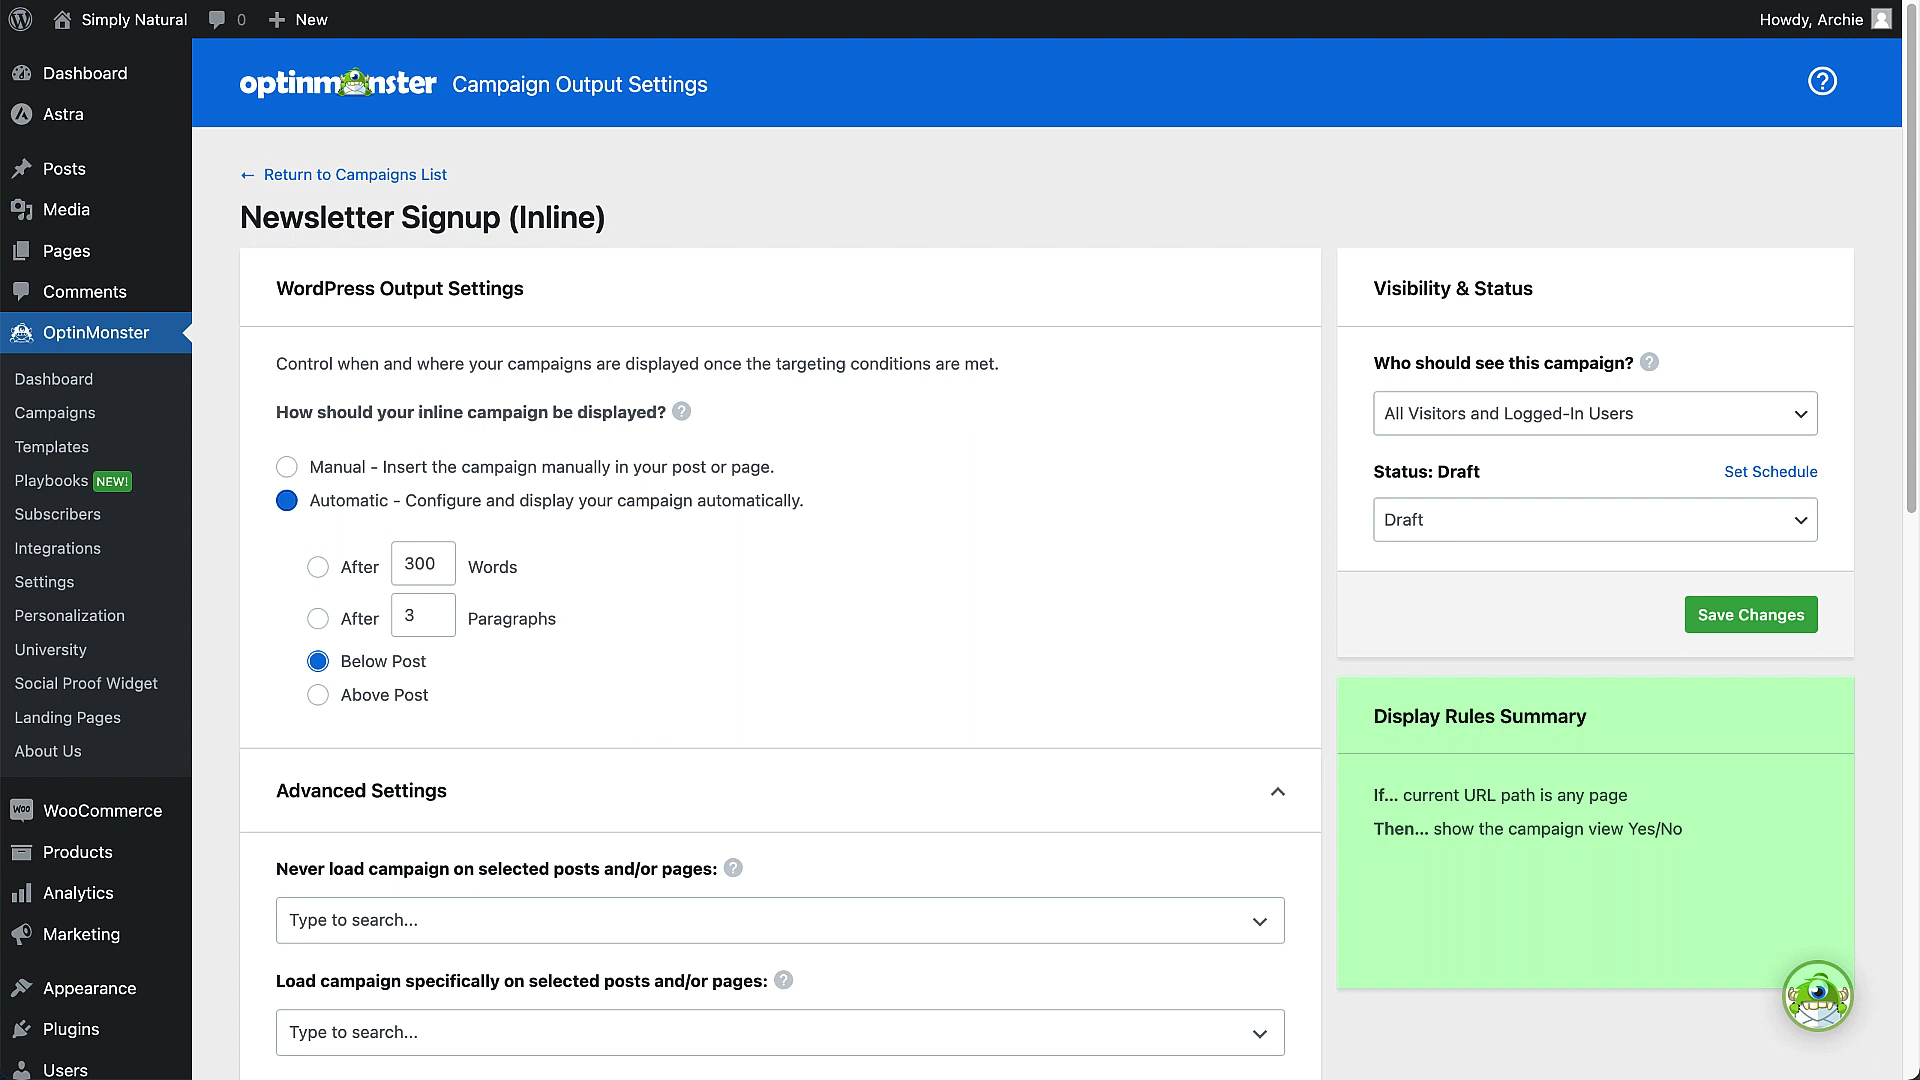 Simply Natural
0
New
Howdy, Archie
Dashboard
Astra
Posts
Media
Pages
Comments
OptinMonster
Dashboard
Campaigns
Templates
Playbooks NEW!
Subscribers
Integrations
Settings
Personalization
University
Social Proof Widget
Landing Pages
About Us
Woo WooCommerce
Products
Analytics
Marketing
Appearance
Plugins
Users
optinmonster Campaign Output Settings
?
← Return to Campaigns List
Newsletter Signup (Inline)
WordPress Output Settings
Control when and where your campaigns are displayed once the targeting conditions are met.
How should your inline campaign be displayed? ?
Manual - Insert the campaign manually in your post or page.
Automatic - Configure and display your campaign automatically.
After 300 Words
After 3 Paragraphs
Below Post
Above Post
Advanced Settings
Never load campaign on selected posts and/or pages: ?
Type to search...
Load campaign specifically on selected posts and/or pages: ?
Type to search...
Visibility & Status
Who should see this campaign? ?
All Visitors and Logged-In Users
Status: Draft
Set Schedule
Draft
Save Changes
Display Rules Summary
If... current URL path is any page
Then... show the campaign view Yes/No